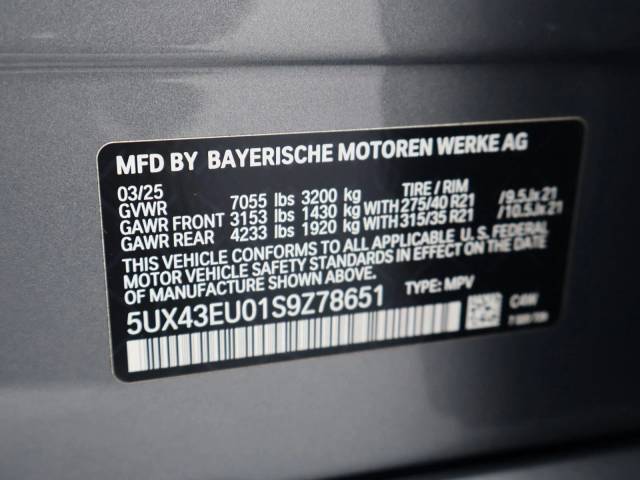 MFD BY BAYERISCHE MOTOREN WERKE AG
03/25 TIRE / RIM
GVWR 7055 lbs 3200 kg
GAWR FRONT 3153 lbs 1430 kg WITH 275/40 R21 /9.5Jx21
GAWR REAR 4233 lbs 1920 kg WITH 315/35 R21 /10.5Jx21
THIS VEHICLE CONFORMS TO ALL APPLICABLE U. S. FEDERAL
MOTOR VEHICLE SAFETY STANDARDS IN EFFECT ON THE DATE
OF MANUFACTURE SHOWN ABOVE.
5UX43EU01S9Z78651 TYPE: MPV
C4W